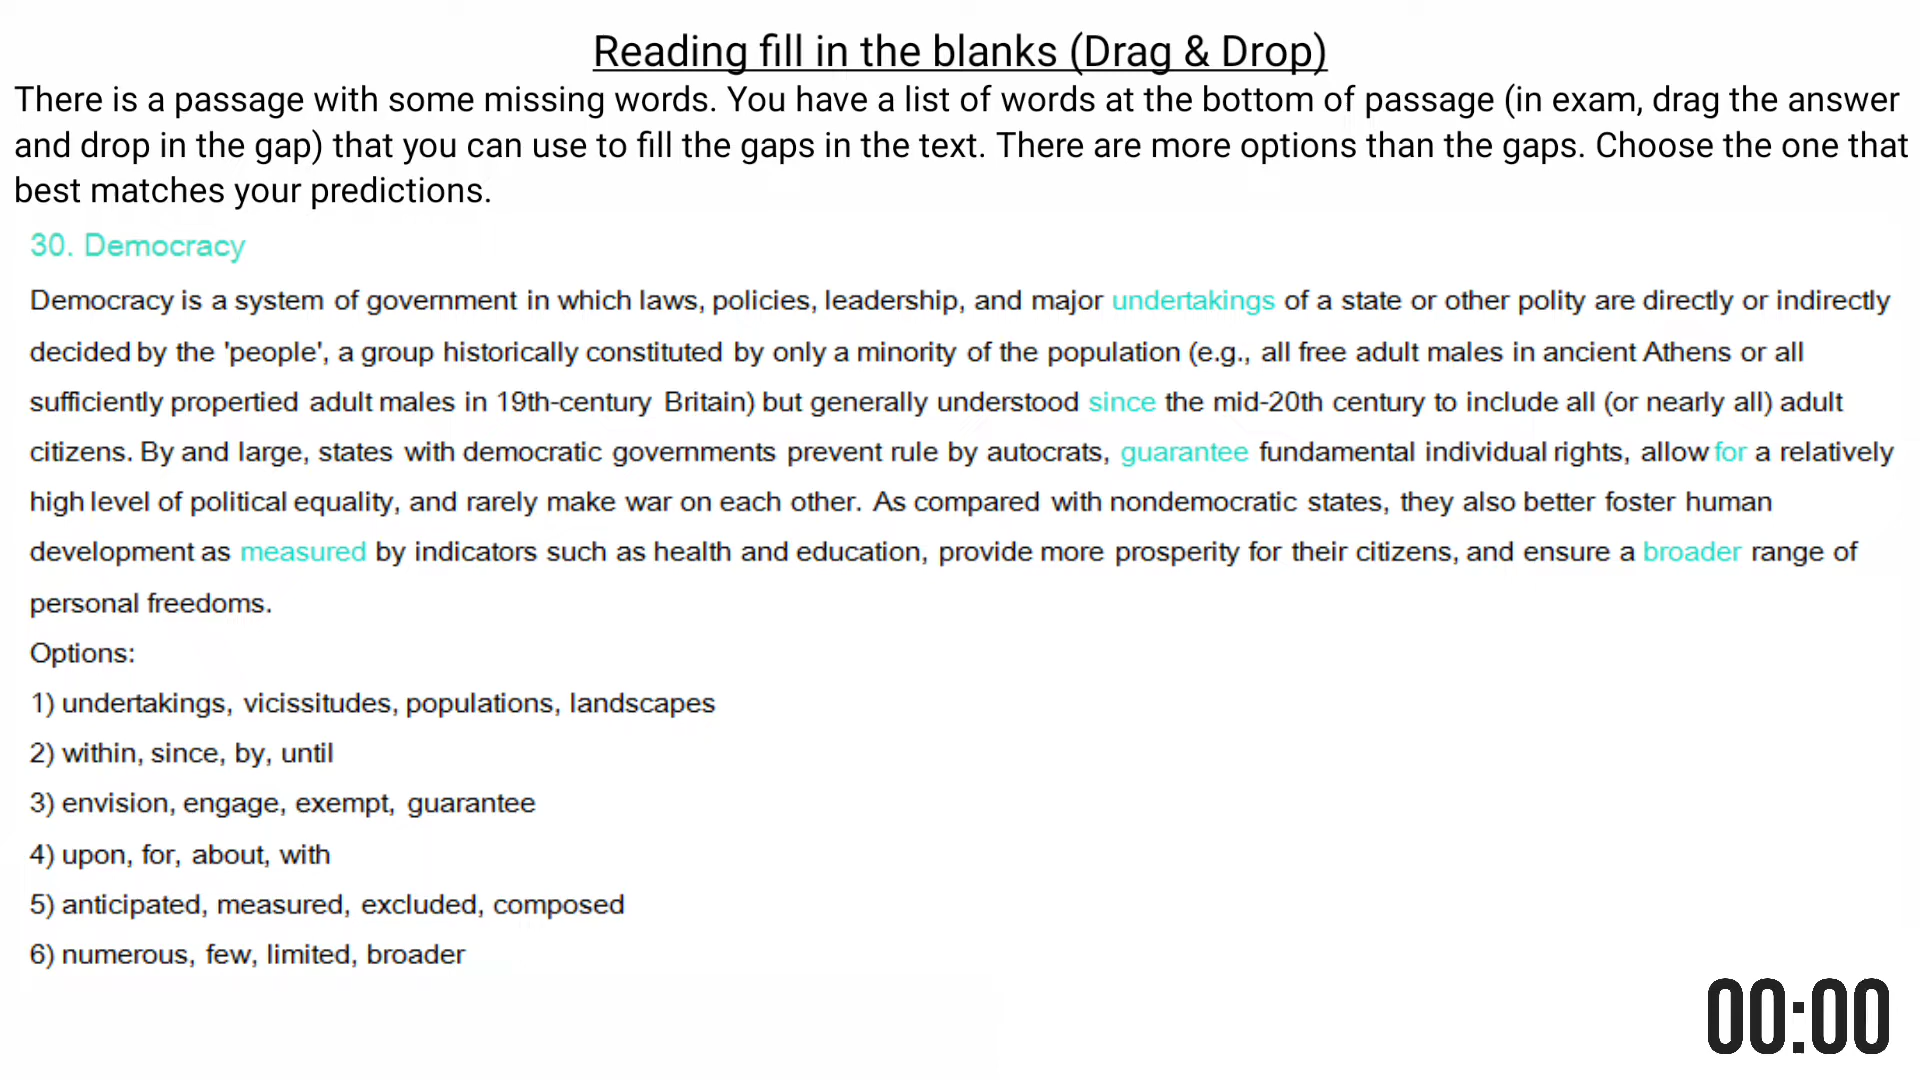 Reading fill in the blanks (Drag & Drop)
There is a passage with some missing words. You have a list of words at the bottom of passage (in exam, drag the answer
and drop in the gap) that you can use to fill the gaps in the text. There are more options than the gaps. Choose the one that
best matches your predictions.
30. Democracy
Democracy is a system of government in which laws, policies, leadership, and major undertakings of a state or other polity are directly or indirectly
decided by the 'people', a group historically constituted by only a minority of the population (e.g., all free adult males in ancient Athens or all
sufficiently propertied adult males in 19th-century Britain) but generally understood since the mid-20th century to include all (or nearly all) adult
citizens. By and large, states with democratic governments prevent rule by autocrats, guarantee fundamental individual rights, allow for a relatively
high level of political equality, and rarely make war on each other. As compared with nondemocratic states, they also better foster human
development as measured by indicators such as health and education, provide more prosperity for their citizens, and ensure a broader range of
personal freedoms.
Options:
1) undertakings, vicissitudes, populations, landscapes
2) within, since, by, until
3) envision, engage, exempt, guarantee
4) upon, for, about, with
5) anticipated, measured, excluded, composed
6) numerous, few, limited, broader
00:00